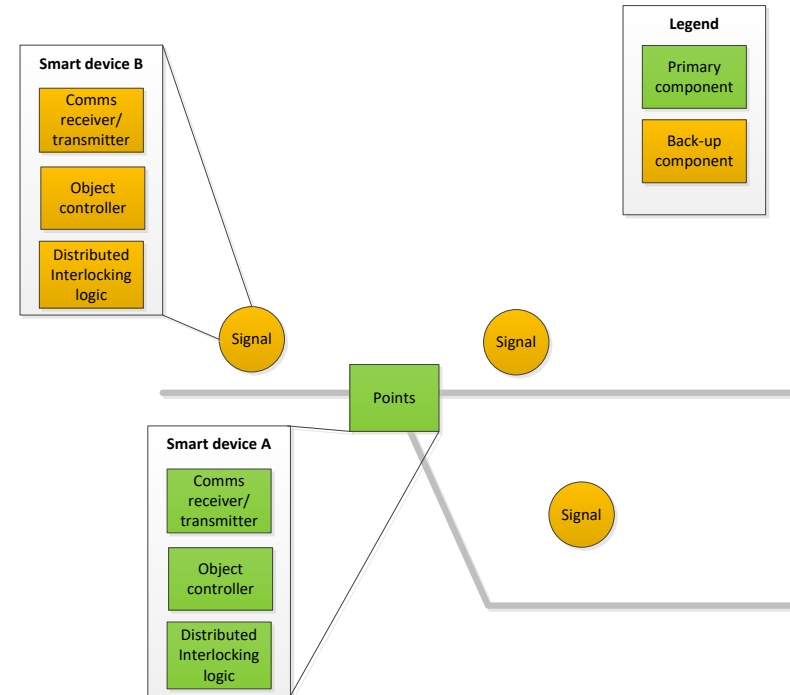 Legend
Primary
component
Back-up
component
Smart device B
Comms
receiver/
transmitter
Object
controller
Distributed
Interlocking
logic
Signal
Signal
Points
Smart device A
Comms
receiver/
transmitter
Object
controller
Distributed
Interlocking
logic
Signal